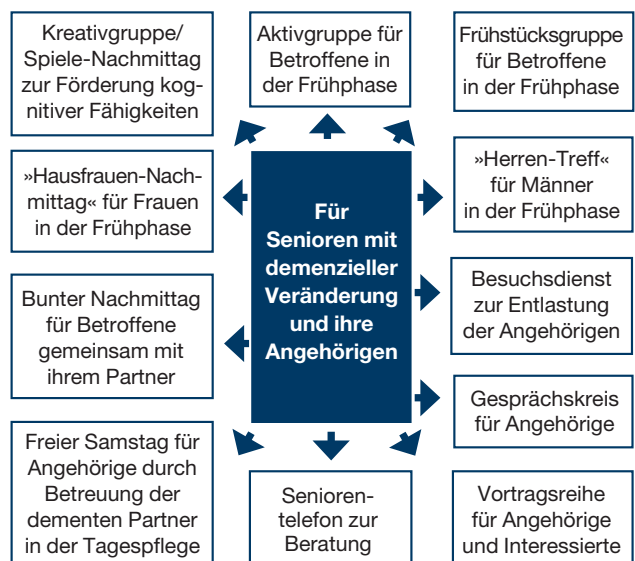 Kreativgruppe/
Spiele-Nachmittag
zur Förderung kog-
nitiver Fähigkeiten
Aktivgruppe für
Betroffene in
der Frühphase
Frühstücksgruppe
für Betroffene
in der Frühphase
»Hausfrauen-Nach-
mittag« für Frauen
in der Frühphase
Für
Senioren mit
demenzieller
Veränderung
und ihre
Angehörigen
»Herren-Treff«
für Männer
in der Frühphase
Bunter Nachmittag
für Betroffene
gemeinsam mit
ihrem Partner
Besuchsdienst
zur Entlastung
der Angehörigen
Gesprächskreis
für Angehörige
Freier Samstag für
Angehörige durch
Betreuung der
dementen Partner
in der Tagespflege
Senioren-
telefon zur
Beratung
Vortragsreihe
für Angehörige
und Interessierte